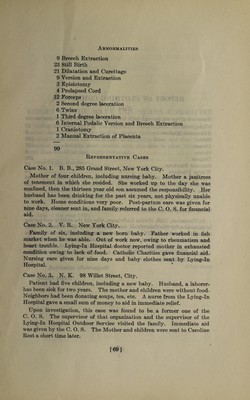 ABNORMALITIES
9 Breech Extraction
23 Still Birth
21 Dilatation and Curettage
9 Version and Extraction
3 Episiotomy
4 Prolapsed Cord
12 Forceps
2 Second degree laceration
6 Twins
1 Third degree laceration
6 Internal Podalic Version and Breech Extraction
1 Craniotomy
2 Manual Extraction of Placenta
99
REPRESENTATIVE CASES
Case No. 1. B. B., 285 Grand Street, New York City.
Mother of four children, including nursing baby. Mother a janitress
of tenement in which she resided. She worked up to the day she was
confined, then the thirteen year old son assumed the responsibility. Her
husband has been drinking for the past six years, not physically unable
to work. Home conditions very poor. Post-partum care was given for
nine days, cleaner sent in, and family referred to the C. O. S. for financial
aid.
Case No. 2. V. R. New York City.
Family of six, including a new born baby. Father worked in fish
market when he was able. Out of work now, owing to rheumatism and
heart trouble. Lying-In Hospital doctor reported mother in exhausted
condition owing to lack of food. Catholic Charities gave financial aid.
Nursing care given for nine days and baby clothes sent by Lying-In
Hospital.
Case No. 3. N. K. 98 Willet Street, City.
Patient had five children, including a new baby. Husband, a laborer,
has been sick for two years. The mother and children were without food.
Neighbors had been donating soups, tea, etc. A nurse from the Lying-In
Hospital gave a small sum of money to aid in immediate relief.
Upon investigation, this case was found to be a former one of the
C. O. S. The supervisor of that organization and the supervisor of the
Lying-In Hospital Outdoor Service visited the family. Immediate aid
was given by the C. O. S. The Mother and children were sent to Caroline
Rest a short time later.
[69]